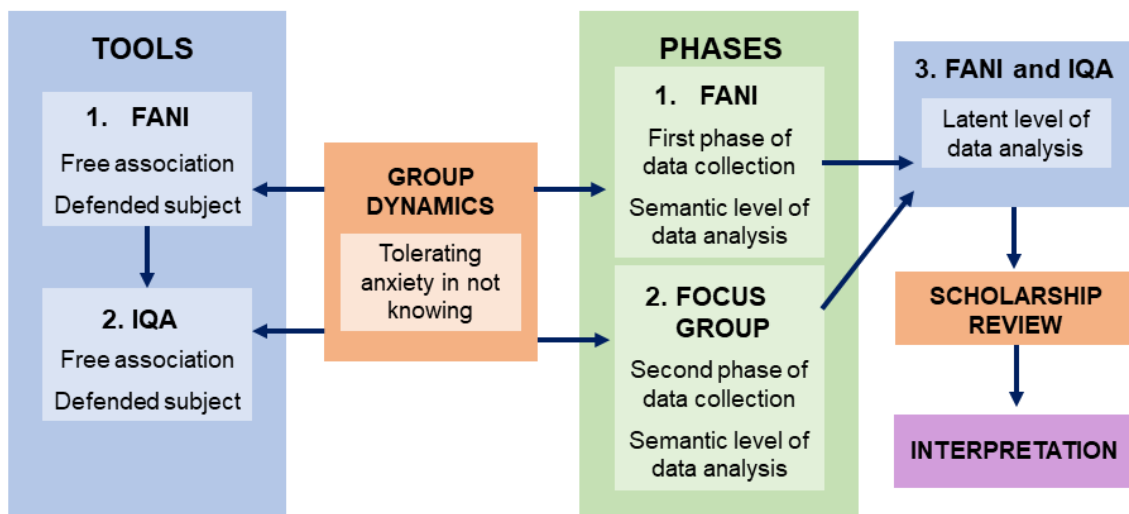 TOOLS
1. FANI
Free association
Defended subject
2. IQA
Free association
Defended subject
GROUP
DYNAMICS
Tolerating
anxiety in not
knowing
PHASES
1. FANI
First phase of
data collection
Semantic level of
data analysis
2. FOCUS
GROUP
Second phase of
data collection
Semantic level of
data analysis
3. FANI and IQA
Latent level of
data analysis
SCHOLARSHIP
REVIEW
INTERPRETATION